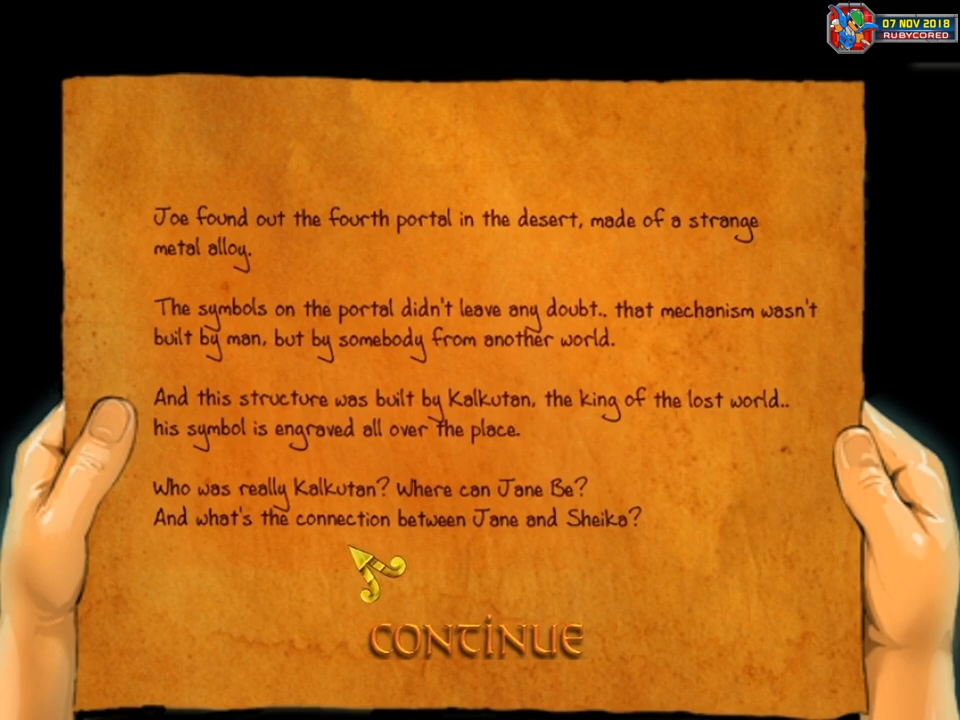 07 NOV 2018
RUBYCORED
Joe found out the fourth portal in the desert, made of a strange
metal alloy.
The symbols on the portal didn't leave any doubt.. that mechanism wasn't
built by man, but by somebody from another world.
And this structure was built by Kalkutan, the king of the lost world..
his symbol is engraved all over the place.
Who was really Kalkutan? Where can Jane Be?
And what's the connection between Jane and Sheika?
CONTINUE